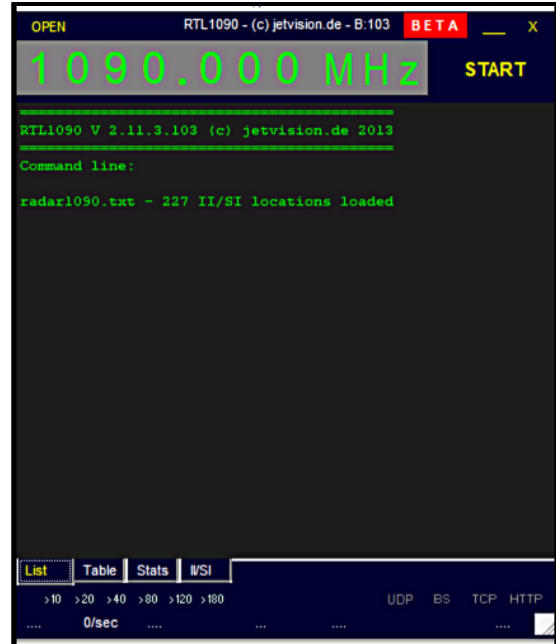 OPEN RTL1090 - (c) jetvision.de - B:103 BETA __ X
1090.000 MHz START
==========================================
RTL1090 V 2.11.3.103 (c) jetvision.de 2013
==========================================
Command line:
radar1090.txt - 227 II/SI locations loaded
List Table Stats II/SI
>10 >20 >40 >80 >120 >180 UDP BS TCP HTTP
.... 0/sec .... ... .... ....